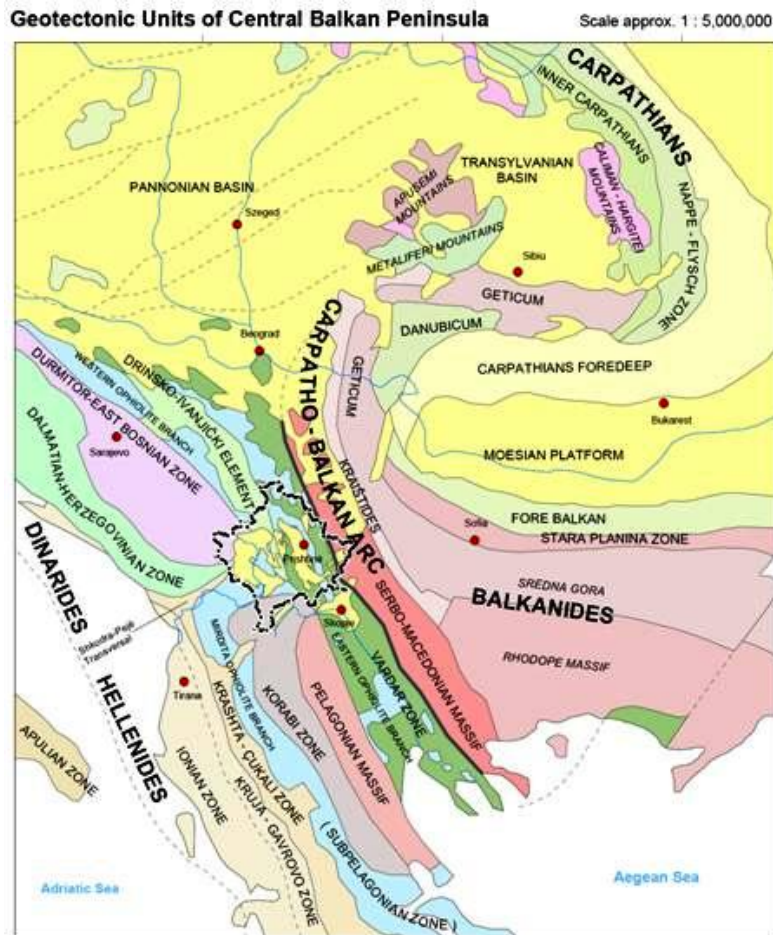 Geotectonic Units of Central Balkan Peninsula
Scale approx. 1 : 5,000,000
CARPATHIANS
INNER CARPATHIANS
CALIMAN - HARGITEI
MOUNTAINS
NAPPE - FLYSCH ZONE
TRANSYLVANIAN
BASIN
APUSEMI
MOUNTAINS
PANNONIAN BASIN
Szeged
METALIFERI MOUNTAINS
Sibiu
GETICUM
DANUBICUM
CARPATHIANS FOREDEEP
Beograd
CARPATHO - BALKAN ARC
GETICUM
KRAIŠTIDES
Bukarest
MOESIAN PLATFORM
DRINSKO-IVANJIČKI ELEMENT
WESTERN OPHIOLITE BRANCH
DURMITOR-EAST BOSNIAN ZONE
Sarajevo
DALMATIAN-HERZEGOVINIAN ZONE
FORE BALKAN
Sofia
STARA PLANINA ZONE
SREDNA GORA
BALKANIDES
RHODOPE MASSIF
Prishtina
DINARIDES
HELLENIDES
Shkodra-Pejë
Transversal
Skopje
SERBO-MACEDONIAN MASSIF
VARDAR ZONE
EASTERN OPHIOLITE BRANCH
PELAGONIAN MASSIF
KORABI ZONE
MIRDITA OPHIOLITE BRANCH
Tirana
KRASHTA - ÇUKALI ZONE
KRUJA - GAVROVO ZONE
IONIAN ZONE
APULIAN ZONE
( SUBPELAGONIAN ZONE )
Adriatic Sea
Aegean Sea